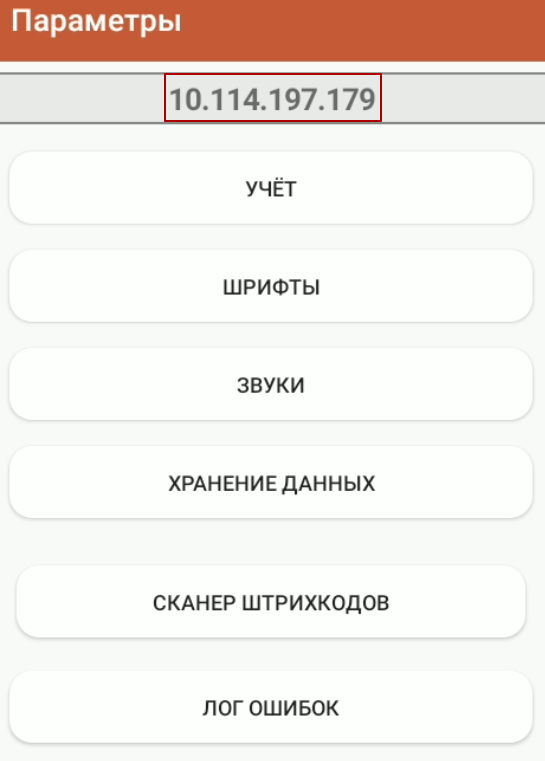 Параметры
10.114.197.179
УЧЁТ
ШРИФТЫ
ЗВУКИ
ХРАНЕНИЕ ДАННЫХ
СКАНЕР ШТРИХКОДОВ
ЛОГ ОШИБОК